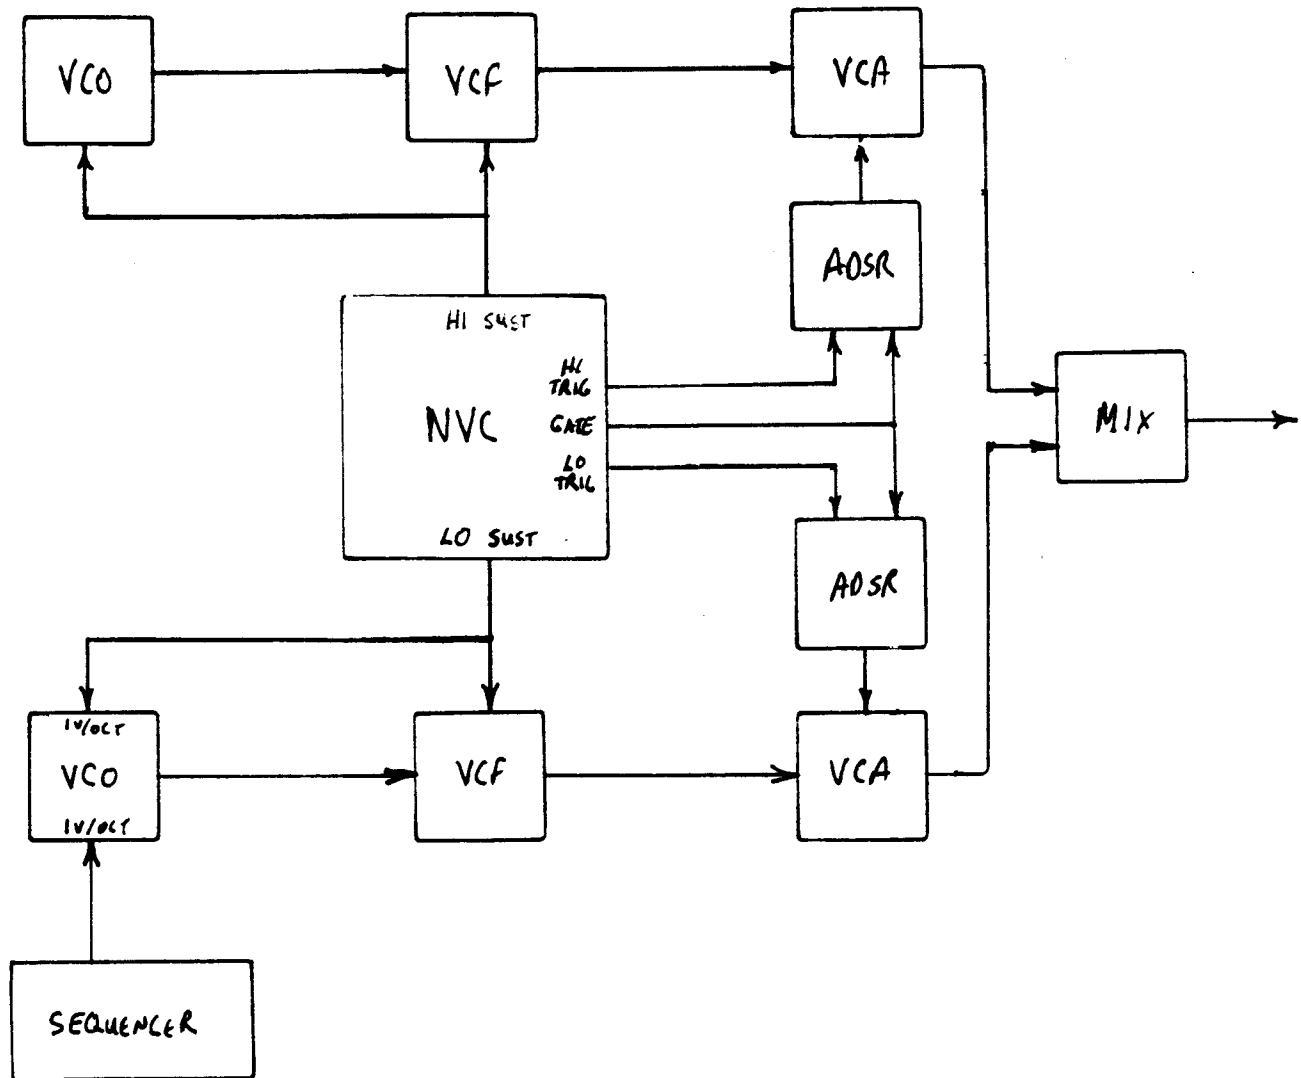 VCO
VCF
VCA
ADSR
HI SUST
HI
TRIG
NVC
GATE
LO
TRIG
LO SUST
MIX
ADSR
1V/OCT
VCO
1V/OCT
VCF
VCA
SEQUENCER